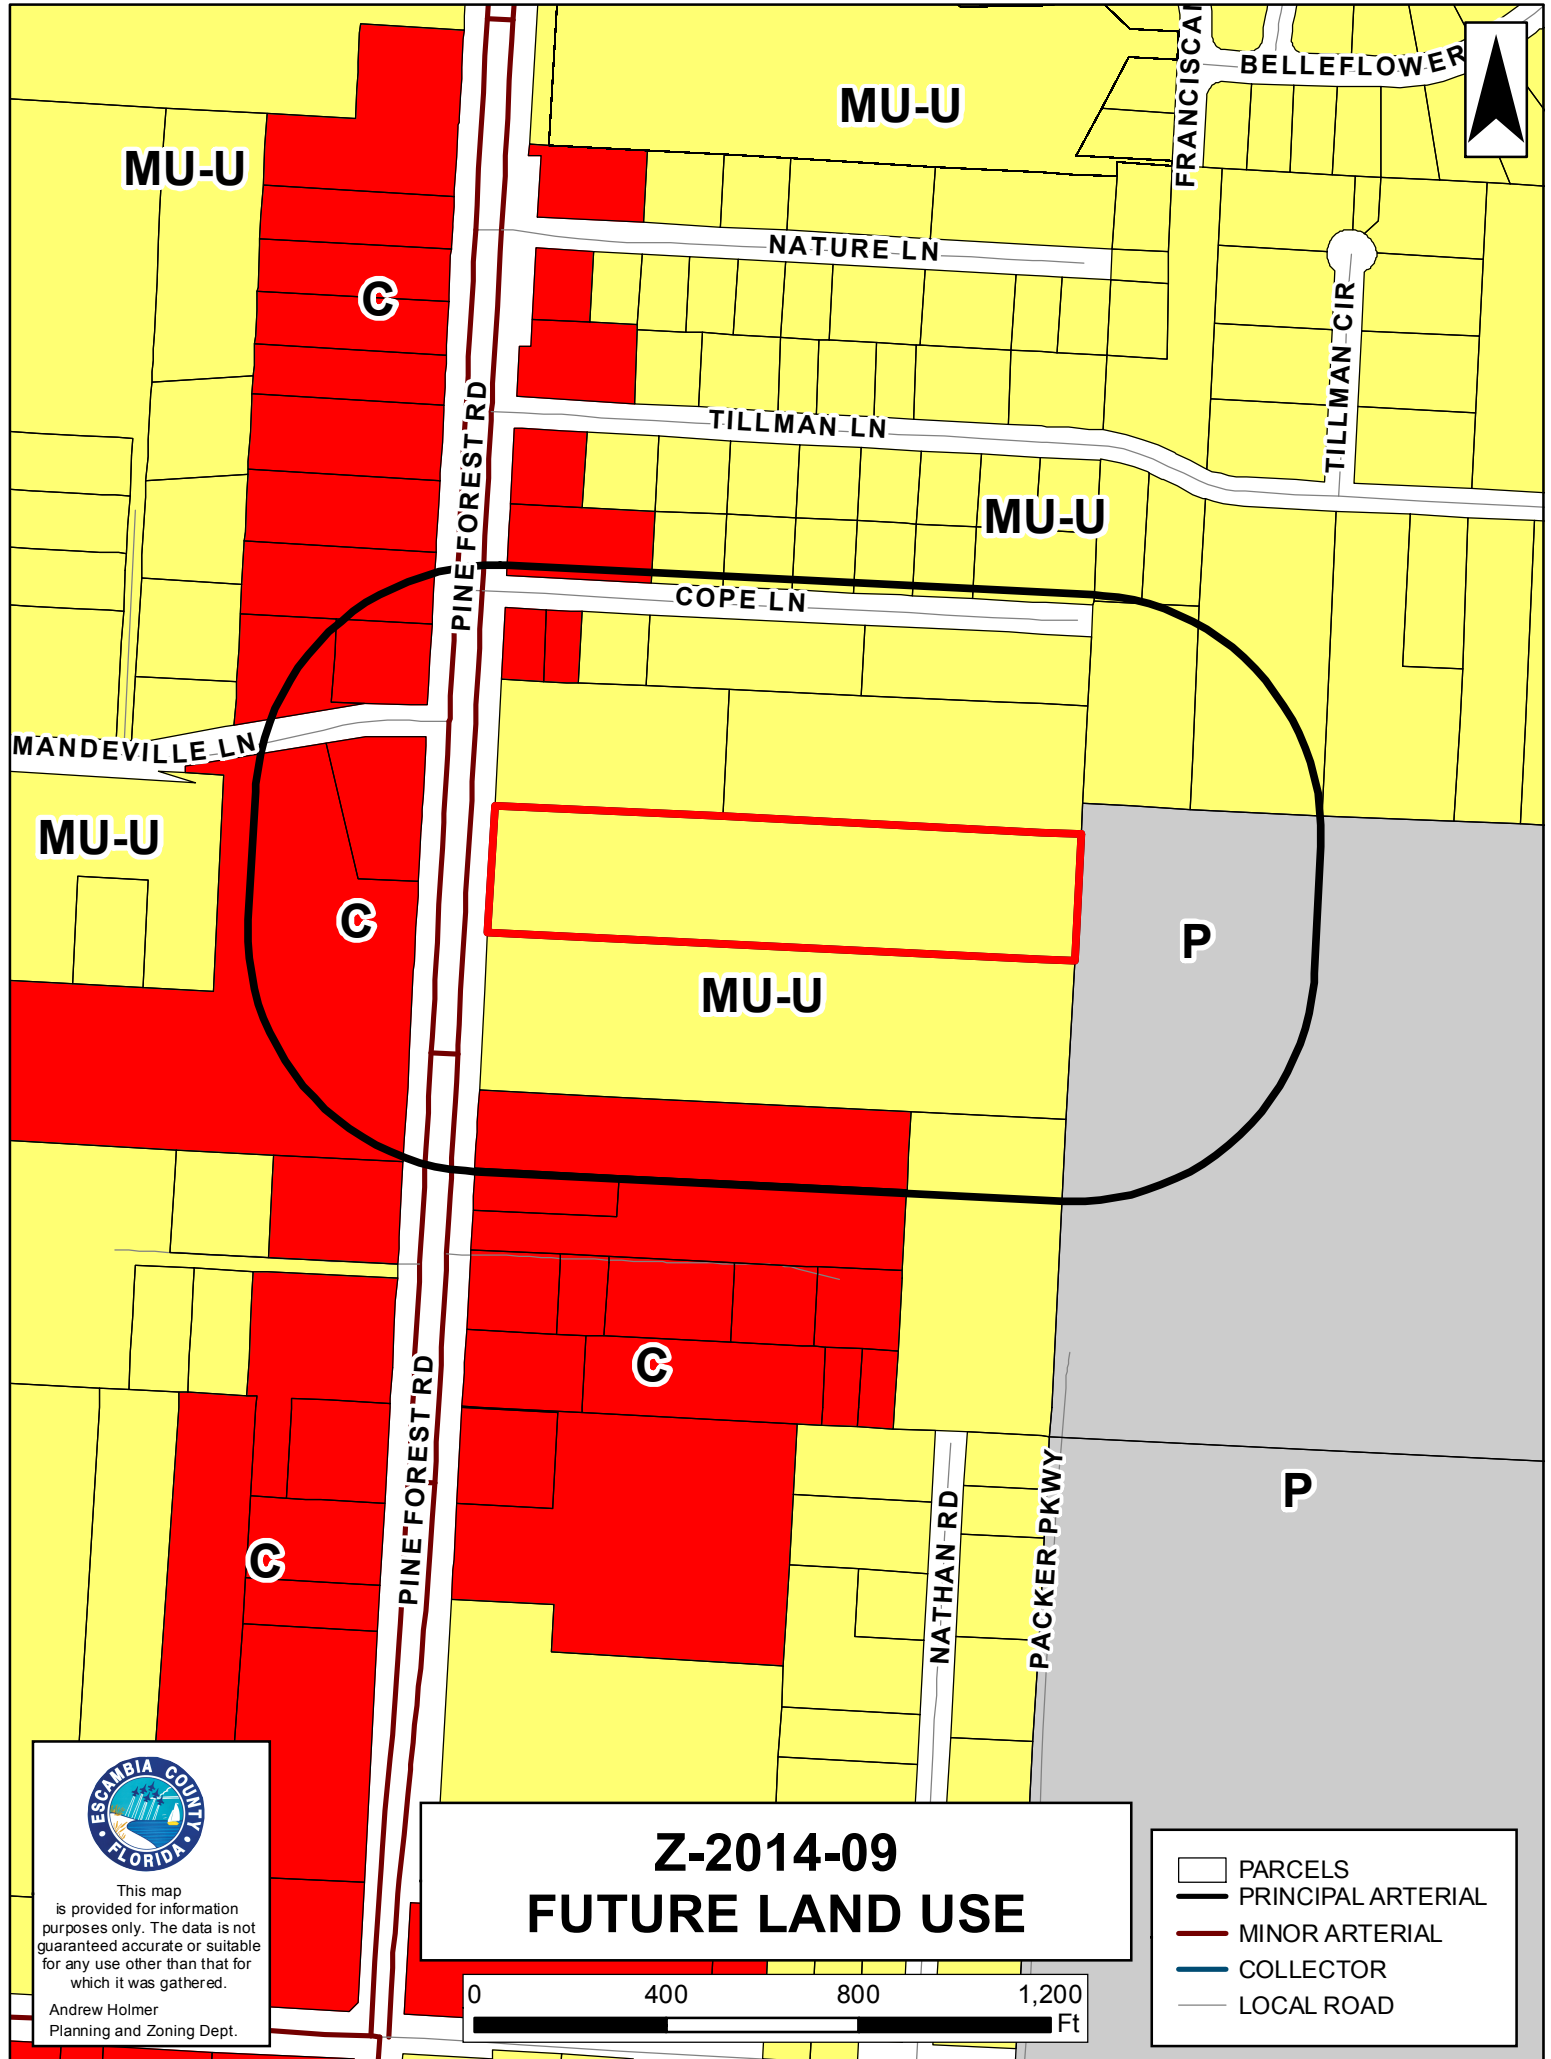 FRANCISCAN
BELLEFLOWER
MU-U
MU-U
NATURE LN
C
TILLMAN CIR
PINE FOREST RD
TILLMAN LN
MU-U
COPE LN
MANDEVILLE LN
MU-U
C
P
MU-U
C
PINE FOREST RD
C
NATHAN RD
PACKER PKWY
P
ESCAMBIA COUNTY
FLORIDA
This map
is provided for information
purposes only. The data is not
guaranteed accurate or suitable
for any use other than that for
which it was gathered.
Andrew Holmer
Planning and Zoning Dept.
Z-2014-09
FUTURE LAND USE
0 400 800 1,200
Ft
PARCELS
PRINCIPAL ARTERIAL
MINOR ARTERIAL
COLLECTOR
LOCAL ROAD